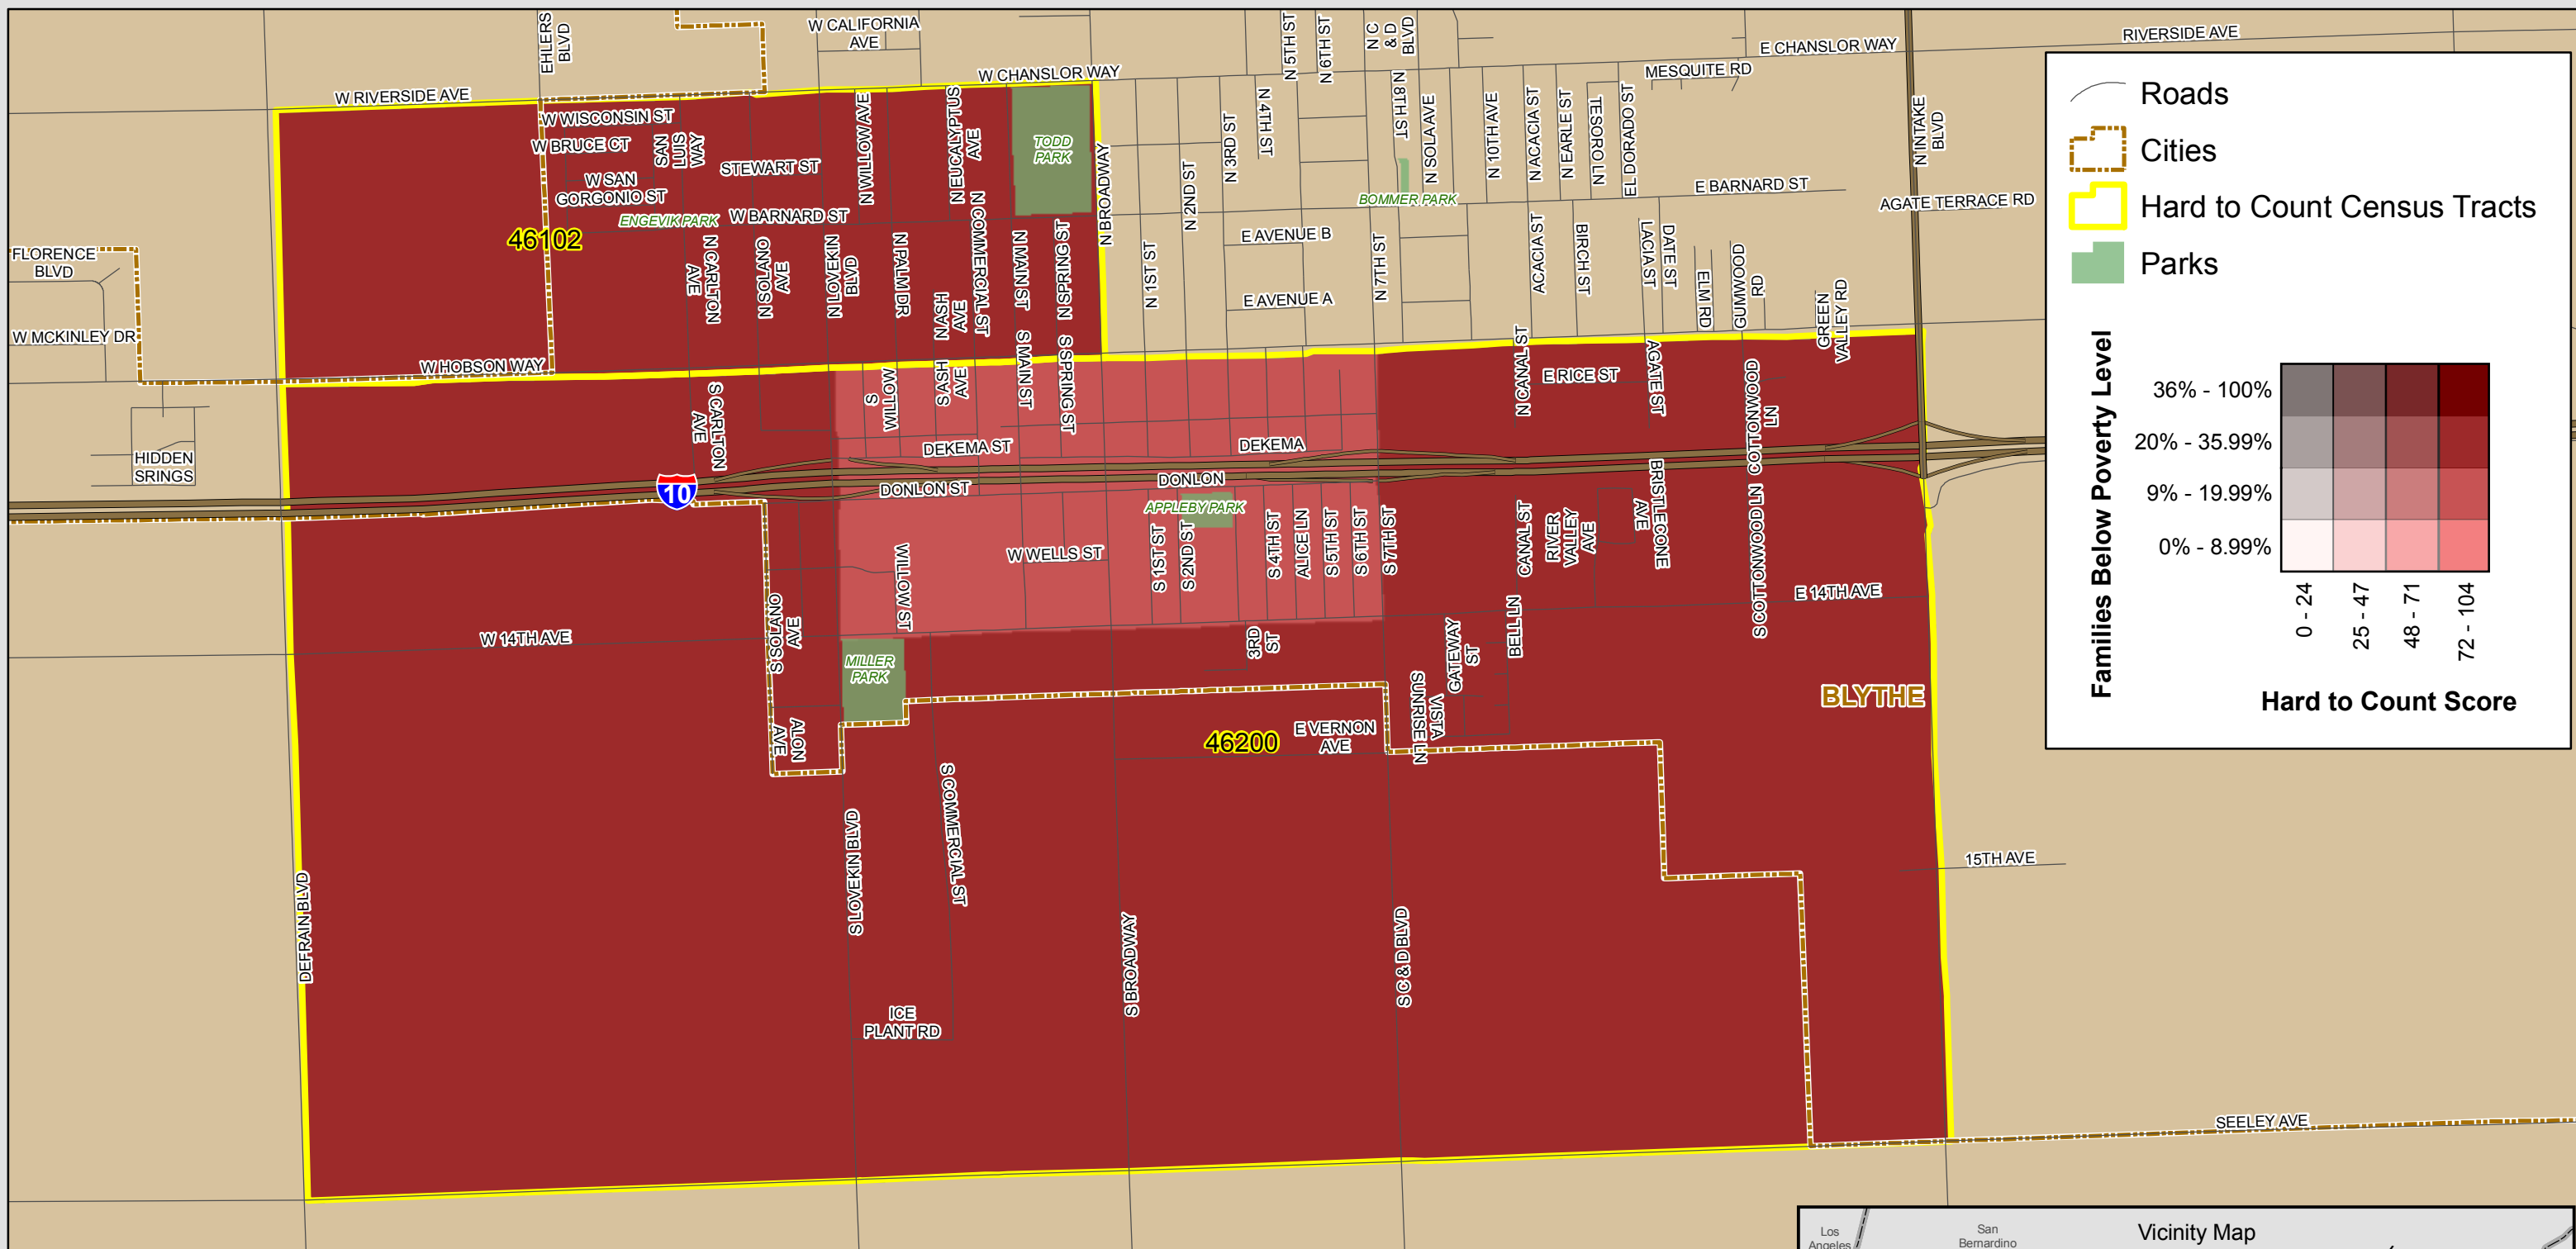 EHLERS
BLVD
W CALIFORNIA
AVE
N 5TH ST
N 6TH ST
N C
& D
BLVD
E CHANSLOR WAY
RIVERSIDE AVE
W CHANSLOR WAY
MESQUITE RD
W RIVERSIDE AVE
W WISCONSIN ST
W BRUCE CT
SAN
LUIS
WAY
STEWART ST
W SAN
GORGONIO ST
N WILLOW AVE
N EUCALYPTUS
AVE
TODD
PARK
N BROADWAY
N 2ND ST
N 3RD ST
N 4TH ST
N 8TH ST
N SOLA AVE
N 10TH AVE
N ACACIA ST
N EARLE ST
TESORO LN
EL DORADO ST
N INTAKE
BLVD
E BARNARD ST
BOMMER PARK
AGATE TERRACE RD
ENGEVIK PARK
W BARNARD ST
46102
FLORENCE
BLVD
W MCKINLEY DR
N CARLTON
AVE
N SOLANO
AVE
N LOVEKIN
BLVD
N PALM DR
N ASH
AVE
N COMMERCIAL ST
N MAIN ST
N SPRING ST
N 1ST ST
E AVENUE B
E AVENUE A
N 7TH ST
ACACIA ST
BIRCH ST
LACIA ST
DATE ST
ELM RD
GUMWOOD
RD
GREEN
VALLEY RD
W HOBSON WAY
S CARLTON
AVE
S
WILLOW
S ASH
AVE
S MAIN ST
S SPRING ST
N CANAL ST
E RICE ST
AGATE ST
COTTONWOOD
LN
HIDDEN
SRINGS
DEKEMA ST
DEKEMA
10
DONLON ST
DONLON
APPLEBY PARK
WILLOW ST
W WELLS ST
S 1ST ST
S 2ND ST
S 4TH ST
ALICE LN
S 5TH ST
S 6TH ST
S 7TH ST
CANAL ST
RIVER
VALLEY
AVE
BRISTLECONE
AVE
S COTTONWOOD LN
E 14TH AVE
W 14TH AVE
S SOLANO
AVE
MILLER
PARK
3RD
ST
GATEWAY
ST
BELL LN
SUNRISE LN
VISTA
BLYTHE
ALON
AVE
46200
E VERNON
AVE
DEFRAIN BLVD
S LOVEKIN BLVD
S COMMERCIAL ST
S BROADWAY
S C & D BLVD
15TH AVE
ICE
PLANT RD
SEELEY AVE
Roads
Cities
Hard to Count Census Tracts
Parks
Families Below Poverty Level
36% - 100%
20% - 35.99%
9% - 19.99%
0% - 8.99%
0 - 24
25 - 47
48 - 71
72 - 104
Hard to Count Score
Vicinity Map
Los
Angeles
San
Bernardino